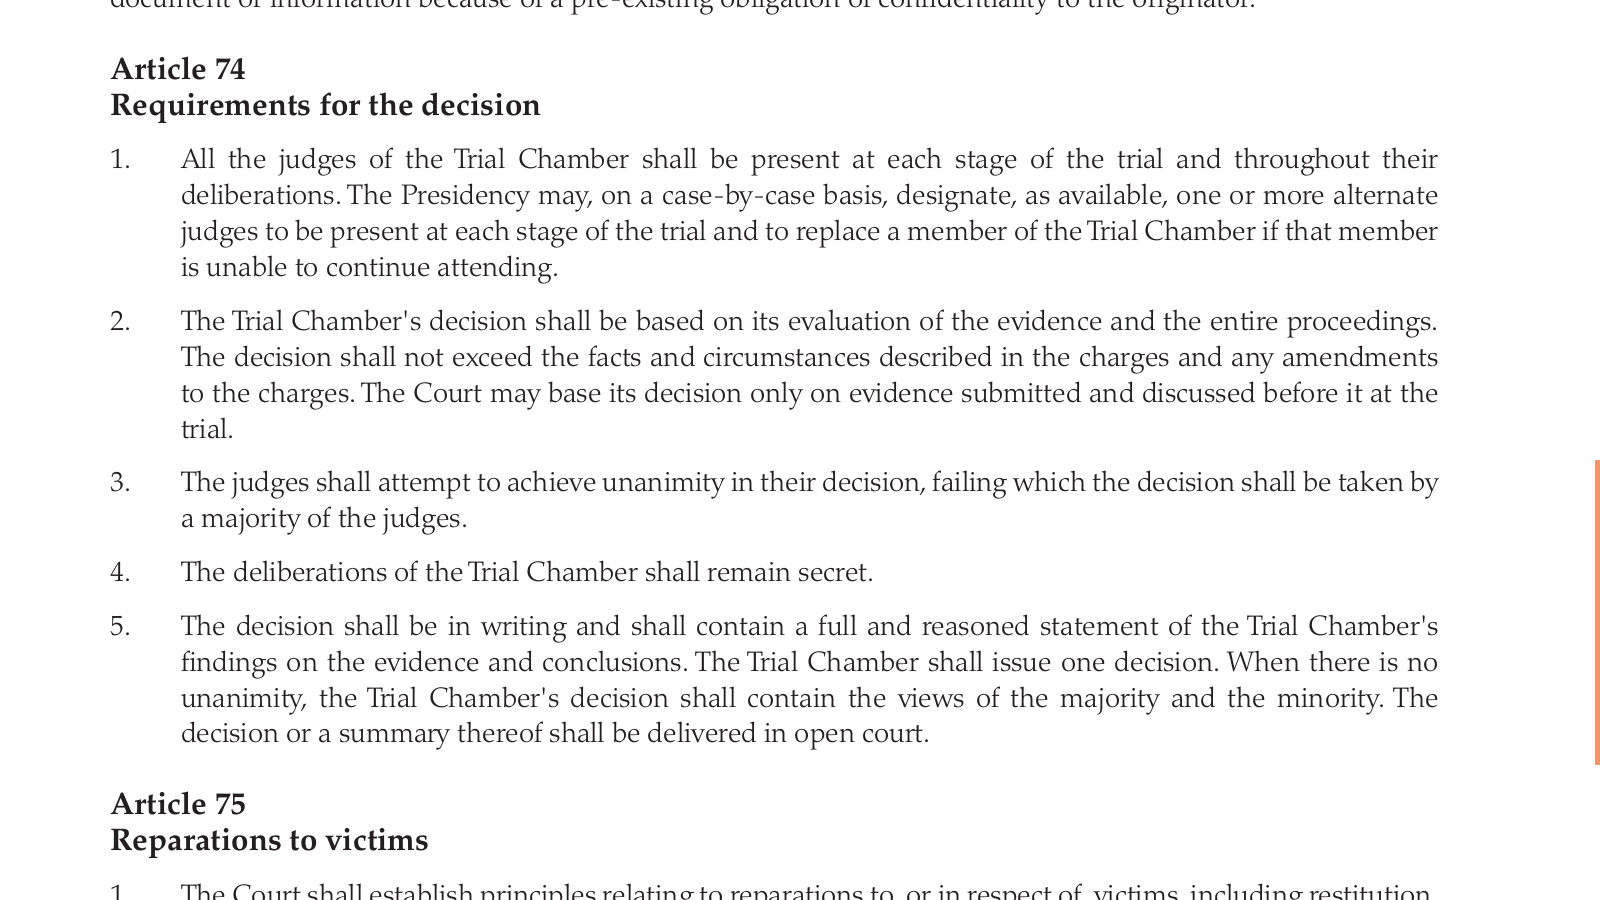 document or information because of a pre-existing obligation of confidentiality to the originator.
Article 74
Requirements for the decision
1. All the judges of the Trial Chamber shall be present at each stage of the trial and throughout their
deliberations. The Presidency may, on a case-by-case basis, designate, as available, one or more alternate
judges to be present at each stage of the trial and to replace a member of the Trial Chamber if that member
is unable to continue attending.
2. The Trial Chamber's decision shall be based on its evaluation of the evidence and the entire proceedings.
The decision shall not exceed the facts and circumstances described in the charges and any amendments
to the charges. The Court may base its decision only on evidence submitted and discussed before it at the
trial.
3. The judges shall attempt to achieve unanimity in their decision, failing which the decision shall be taken by
a majority of the judges.
4. The deliberations of the Trial Chamber shall remain secret.
5. The decision shall be in writing and shall contain a full and reasoned statement of the Trial Chamber's
findings on the evidence and conclusions. The Trial Chamber shall issue one decision. When there is no
unanimity, the Trial Chamber's decision shall contain the views of the majority and the minority. The
decision or a summary thereof shall be delivered in open court.
Article 75
Reparations to victims
1. The Court shall establish principles relating to reparations to, or in respect of, victims, including restitution,